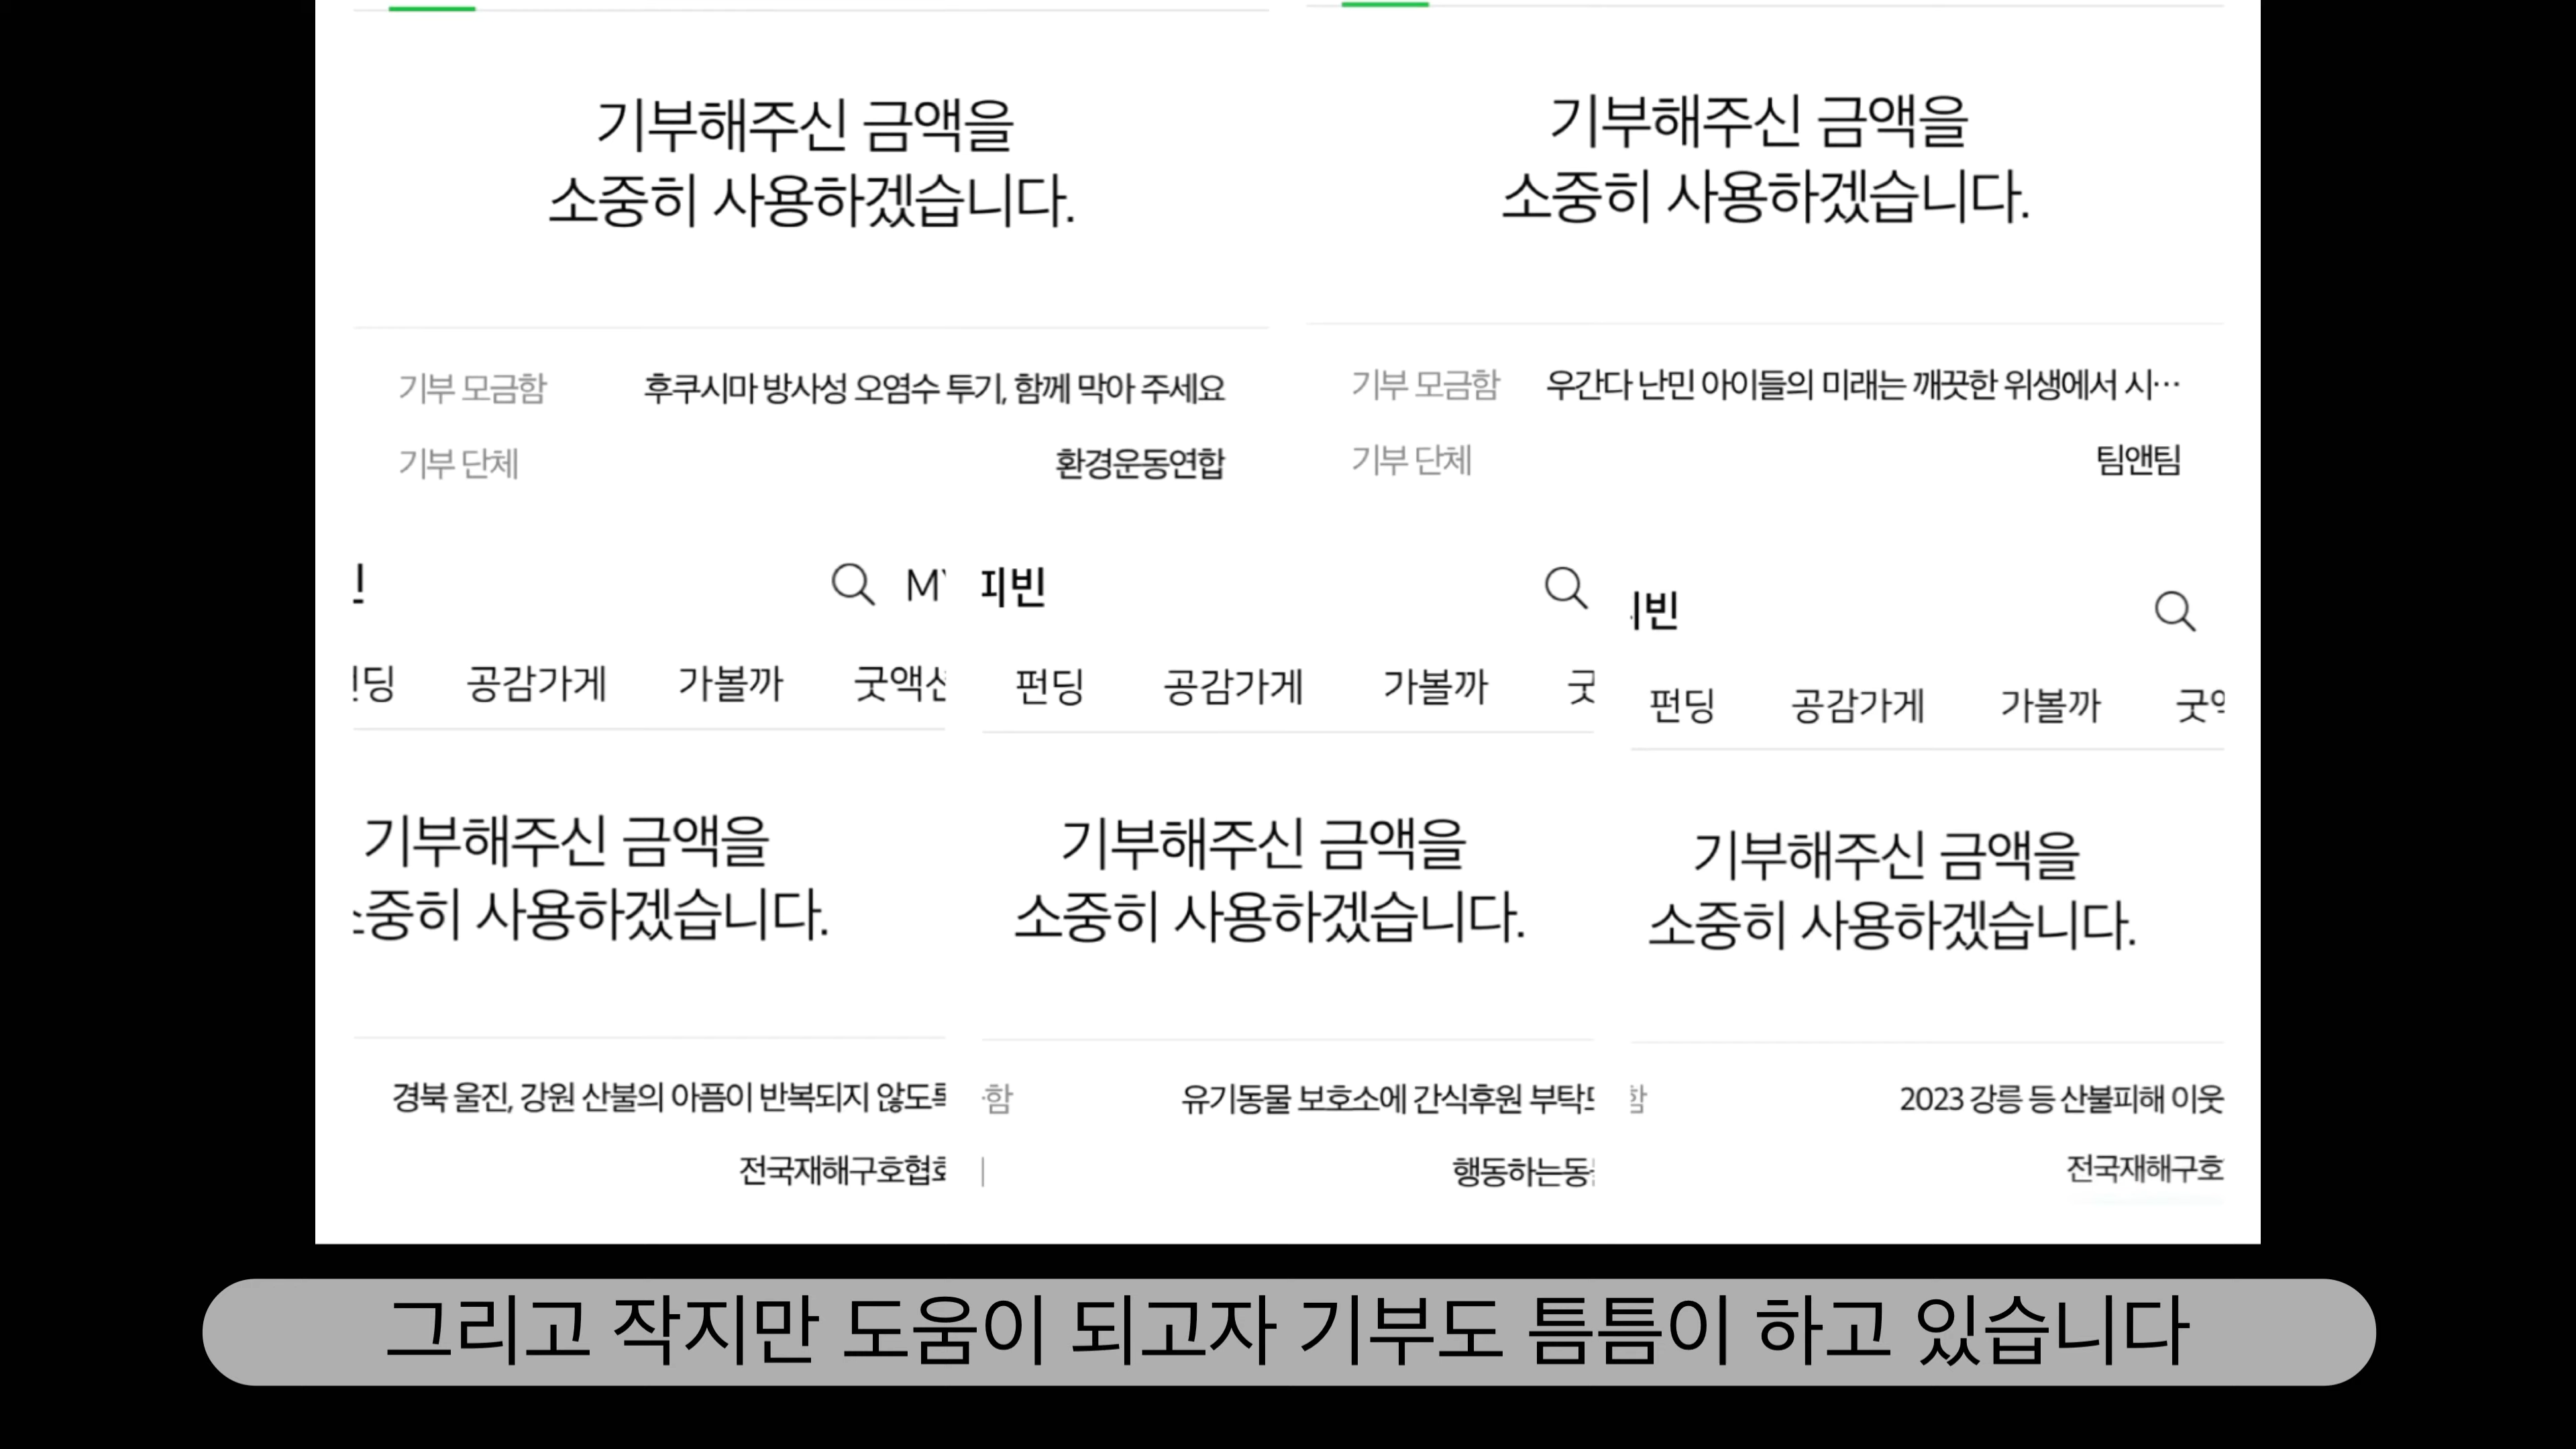 기부해주신 금액을
소중히 사용하겠습니다.
기부 모금함 후쿠시마 방사성 오염수 투기, 함께 막아 주세요
기부 단체 환경운동연합
기부해주신 금액을
소중히 사용하겠습니다.
기부 모금함 우간다 난민 아이들의 미래는 깨끗한 위생에서 시…
기부 단체 팀앤팀
공감가게 가볼까
기부해주신 금액을
사용하겠습니다.
경북 울진, 강원 산불의 아픔이 반복되지
빈
펀딩 공감가게 가볼까
기부해주신 금액을
소중히 사용하겠습니다.
함 유기동물 보호소에 간식후원
빈
펀딩 공감가게 가볼까
기부해주신 금액을
소중히 사용하겠습니다.
2023 강릉 등 산불피해 이웃
전국재해구호
그리고 작지만 도움이 되고자 기부도 틈틈이 하고 있습니다